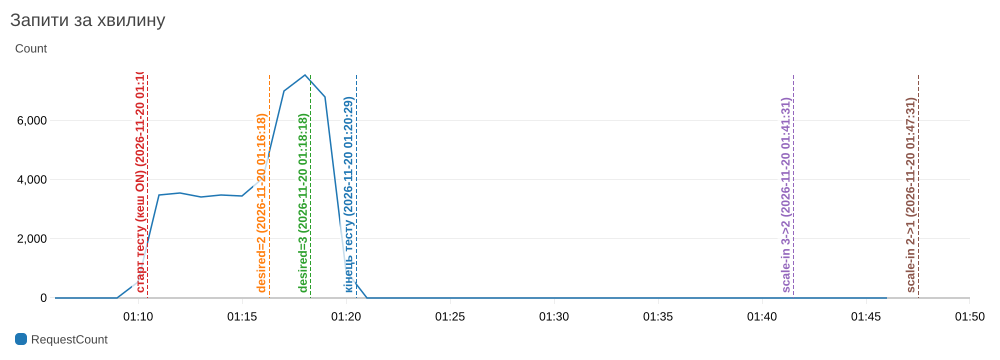 Запити за хвилину
Count
6,000
4,000
2,000
0
старт тесту (кеш ON) (2026-11-20 01:1(
desired=2 (2026-11-20 01:16:18)
desired=3 (2026-11-20 01:18:18)
кінець тесту (2026-11-20 01:20:29)
scale-in 3->2 (2026-11-20 01:41:31)
scale-in 2->1 (2026-11-20 01:47:31)
01:10 01:15 01:20 01:25 01:30 01:35 01:40 01:45 01:50
RequestCount